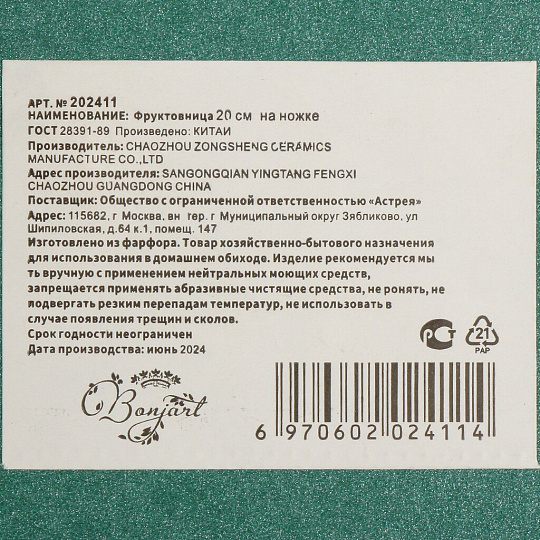 АРТ. № 202411
НАИМЕНОВАНИЕ: Фруктовница 20 см на ножке
ГОСТ 28391-89 Произведено: КИТАЙ
Производитель: CHAOZHOU ZONGSHENG CERAMICS
MANUFACTURE CO.,LTD
Адрес производителя: SANGONGQIAN YINGTANG FENGXI
CHAOZHOU GUANGDONG CHINA
Поставщик: Общество с ограниченной ответственностью «Астрея»
Адрес: 115682, г Москва, вн тер. г Муниципальный округ Зябликово, ул
Шипиловская, д.64 к.1, помещ. 147
Изготовлено из фарфора. Товар хозяйственно-бытового назначения
для использования в домашнем обиходе. Изделие рекомендуется мы
ть вручную с применением нейтральных моющих средств,
запрещается применять абразивные чистящие средства, не ронять, не
подвергать резким перепадам температур, не использовать в
случае появления трещин и сколов.
Срок годности неограничен
Дата производства: июнь 2024
РСТ
21
PAP
Bonjart
6 970602 024114